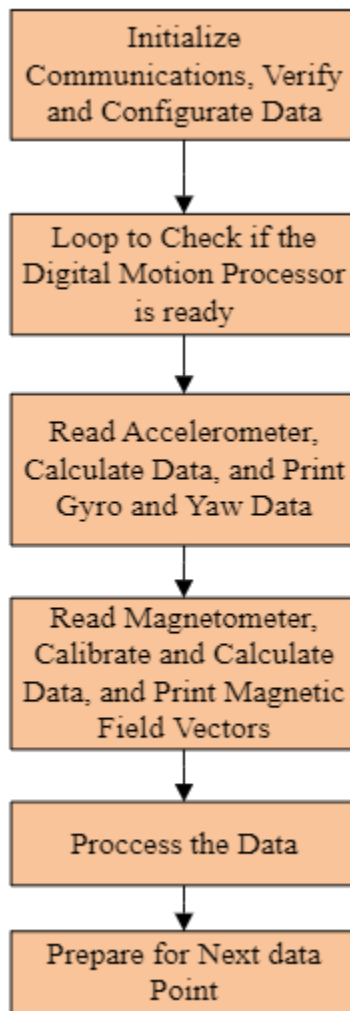 Initialize
Communications, Verify
and Configurate Data
Loop to Check if the
Digital Motion Processor
is ready
Read Accelerometer,
Calculate Data, and Print
Gyro and Yaw Data
Read Magnetometer,
Calibrate and Calculate
Data, and Print Magnetic
Field Vectors
Proccess the Data
Prepare for Next data
Point